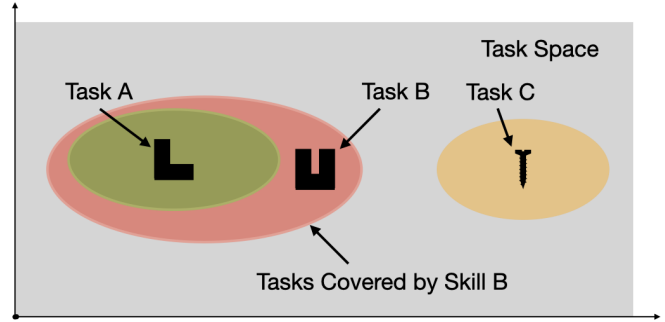 Task Space
Task A
Task B
Task C
Tasks Covered by Skill B